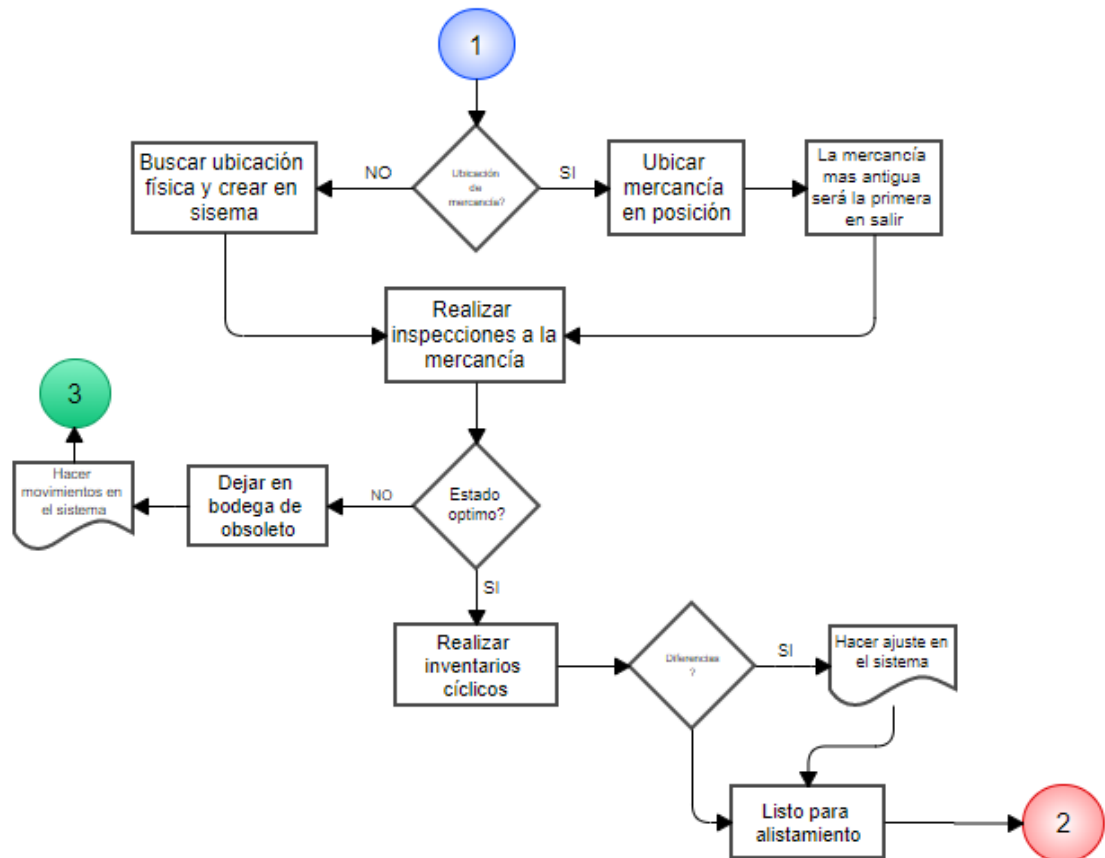 1
Ubicación
de
mercancía?
NO
SI
Buscar ubicación
física y crear en
sisema
Ubicar
mercancía
en posición
La mercancía
mas antigua
será la primera
en salir
Realizar
inspecciones a la
mercancía
3
Hacer
movimientos en
el sistema
Dejar en
bodega de
obsoleto
NO
Estado
optimo?
SI
Realizar
inventarios
cíclicos
Diferencias
?
SI
Hacer ajuste en
el sistema
Listo para
alistamiento
2